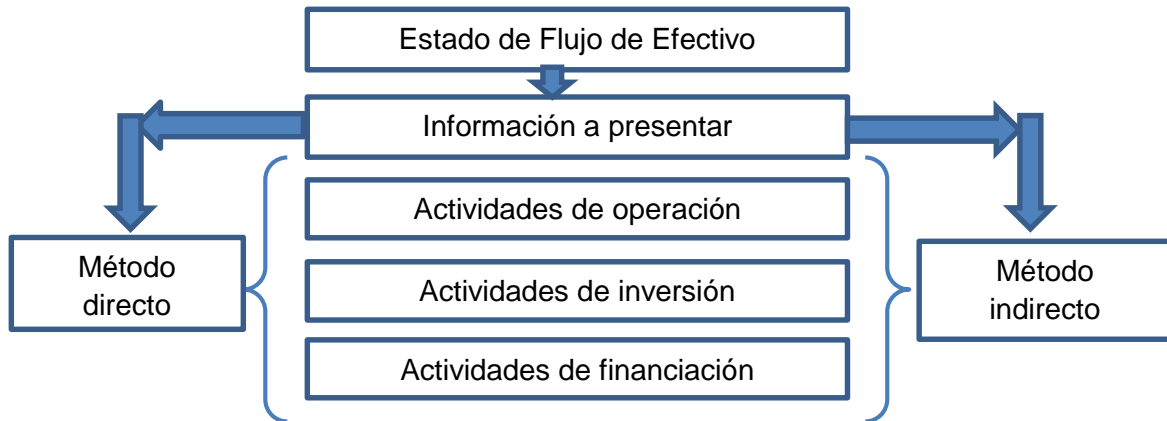 Estado de Flujo de Efectivo
Información a presentar
Actividades de operación
Método
directo
Actividades de inversión
Método
indirecto
Actividades de financiación